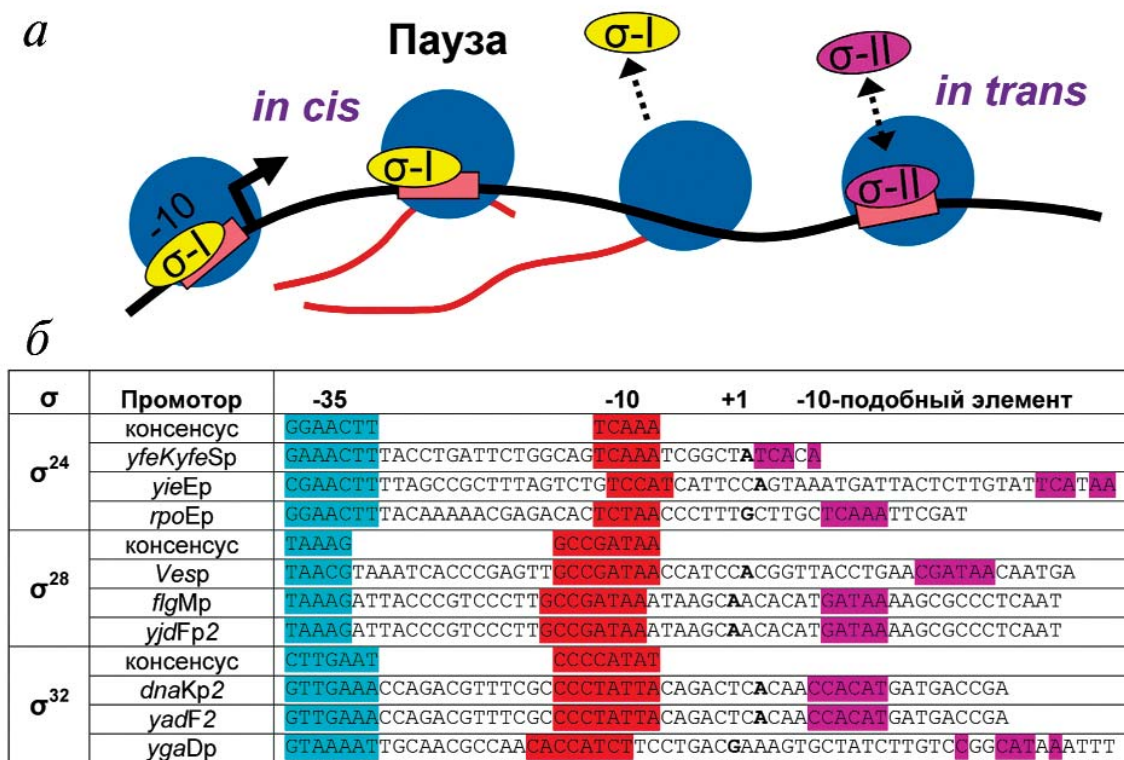 а
Пауза
σ-I
σ-II
in cis
in trans
-10
σ-I
σ-I
σ-II
б
σ Промотор -35 -10 +1 -10-подобный элемент
σ24
консенсус GGAACTT TCAAA
yfeKyfeSp GAAACTTTACCTGATTCTGGCAGTCAAATCGGCTATCACA
yieEp CGAACTTTTAGCCGCTTTAGTCTGTCCATCATTCCAGTAAATGATTACTCTTGTATTCATAA
rpoEp GGAACTTTACAAAAACGAGACACTCTAACCCTTTGCTTGCTCAAATTCGAT
σ28
консенсус TAAAG GCCGATAA
Vesp TAACGTAAATCACCCGAGTTGCCGATAACCATCCACGGTTACCTGAACGATAACAATGA
flgMp TAAAGATTACCCGTCCCTTGCCGATAAATAAGCAACACATGATAAAAGCGCCCTCAAT
yjdFp2 TAAAGATTACCCGTCCCTTGCCGATAAATAAGCAACACATGATAAAAGCGCCCTCAAT
σ32
консенсус CTTGAAT CCCCATAT
dnaKp2 GTTGAAACCAGACGTTTCGCCCCTATTACAGACTCACAACCACATGATGACCGA
yadF2 GTTGAAACCAGACGTTTCGCCCCTATTACAGACTCACAACCACATGATGACCGA
ygaDp GTAAAATTGCAACGCCAACACCATCTTCCTGACGAAAGTGCTATCTTGTCCGGCATAAATTT